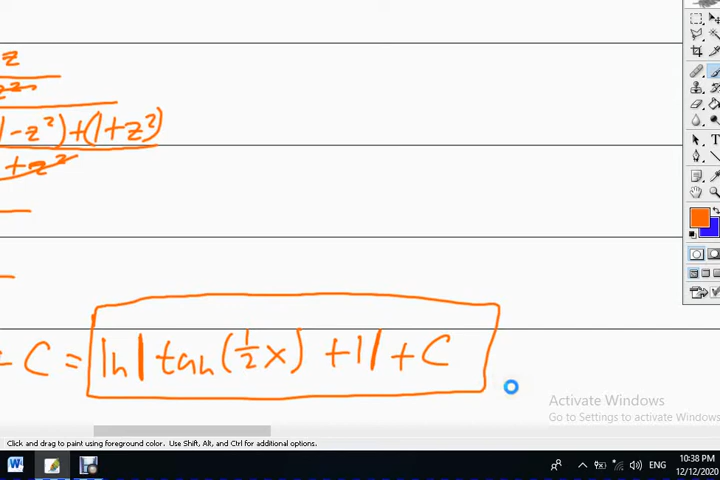 z
z²
1-z²)+(1+z²)
+z²
+ C = ln|tan(½x) +1| + C
Activate Windows
Go to Settings to activate Windows.
Click and drag to paint using foreground color. Use Shift, Alt, and Ctrl for additional options.
ENG
10:38 PM
12/12/2020